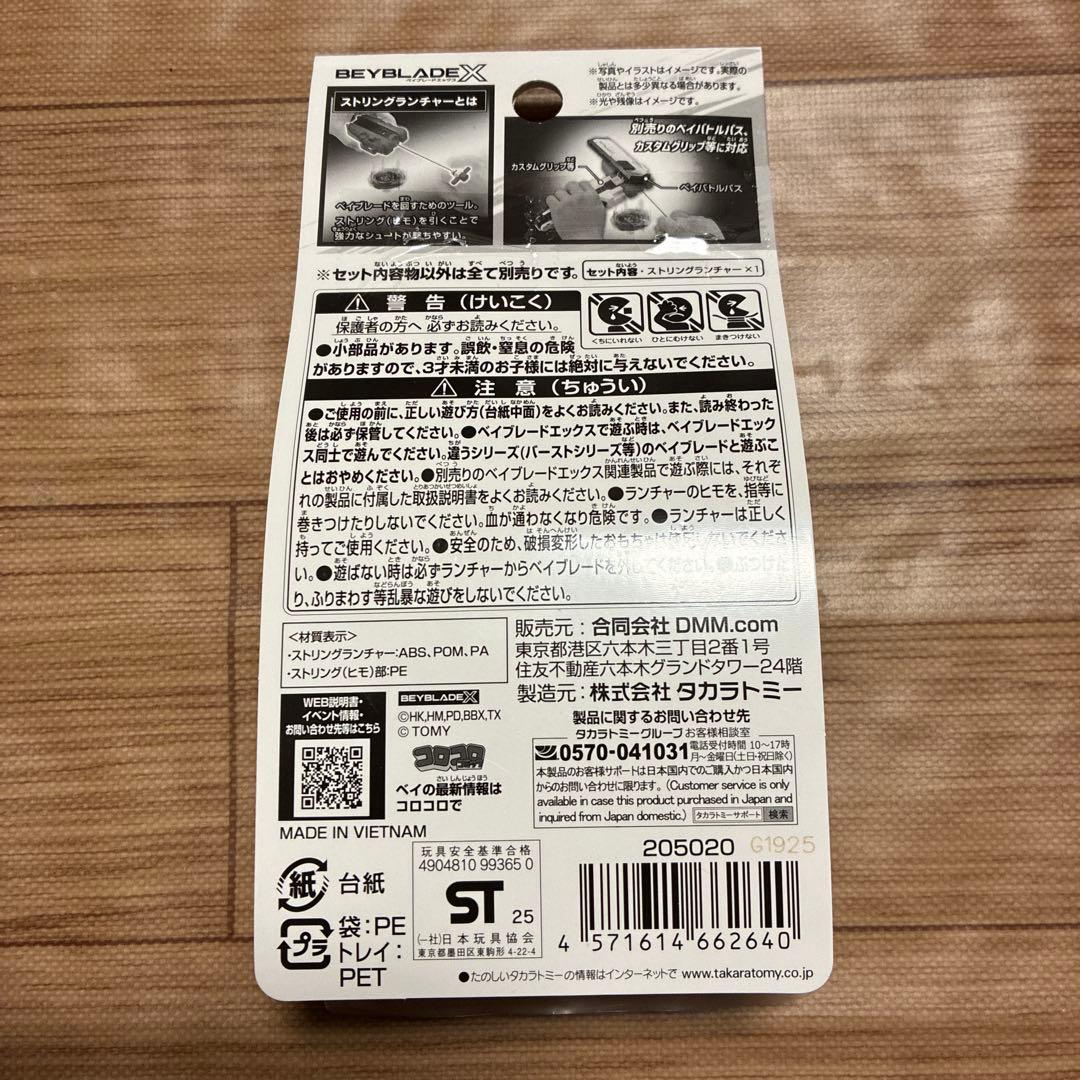 BEYBLADE X
ベイブレードエックス
※写真やイラストはイメージです。実際の
製品とは多少異なる場合があります。
※光や残像はイメージです。
ストリングランチャーとは
ベイブレードを回すためのツール。
ストリング(ヒモ)を引くことで
強力なシュートが撃ちやすい。
別売りのベイバトルパス、
カスタムグリップ等に対応
カスタムグリップ等
ベイバトルパス
※セット内容物以外は全て別売りです。
セット内容・ストリングランチャー×1
警告(けいこく)
保護者の方へ 必ずお読みください。
くちにいれない
ひとにむけない
まきつけない
●小部品があります。誤飲・窒息の危険
がありますので、3才未満のお子様には絶対に与えないでください。
注意(ちゅうい)
●ご使用の前に、正しい遊び方(台紙中面)をよくお読みください。また、読み終わった
後は必ず保管してください。●ベイブレードエックスで遊ぶ時は、ベイブレードエック
ス同士で遊んでください。違うシリーズ(バーストシリーズ等)のベイブレードと遊ぶこ
とはおやめください。●別売りのベイブレードエックス関連製品で遊ぶ際には、それぞ
れの製品に付属した取扱説明書をよくお読みください。●ランチャーのヒモを、指等に
巻きつけたりしないでください。血が通わなくなり危険です。●ランチャーは正しく
持ってご使用ください。●安全のため、破損変形したおもちゃは使用しないでくださ
い。●遊ばない時は必ずランチャーからベイブレードを外してください。●ぶつけた
り、ふりまわす等乱暴な遊びをしないでください。
<材質表示>
・ストリングランチャー:ABS、POM、PA
・ストリング(ヒモ)部:PE
販売元:合同会社 DMM.com
東京都港区六本木三丁目2番1号
住友不動産六本木グランドタワー24階
製造元:株式会社 タカラトミー
WEB説明書・
イベント情報・
お問い合わせ先等はこちら
BEYBLADE X
©HK,HM,PD,BBX,TX
© TOMY
コロコロ
ベイの最新情報は
コロコロで
製品に関するお問い合わせ先
タカラトミーグループ お客様相談室
0570-041031
電話受付時間 10〜17時
月〜金曜日(土日・祝日除く)
本製品のお客様サポートは日本国内でのご購入かつ日本国内
からのお問い合わせに限ります。(Customer service is only
available in case this product purchased in Japan and
inquired from Japan domestic.)
タカラトミーサポート 検索
MADE IN VIETNAM
紙 台紙
プラ
袋:PE
トレイ:
PET
玩具安全基準合格
4904810 99365 0
ST 25
(一社)日本玩具協会
東京都墨田区東駒形 4-22-4
205020 G1925
4 571614 662640
●たのしいタカラトミーの情報はインターネットで www.takaratomy.co.jp